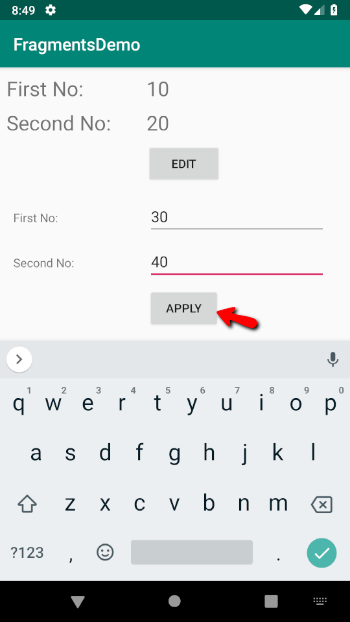 8:49
FragmentsDemo
First No: 10
Second No: 20
EDIT
First No: 30
Second No: 40
APPLY
1 2 3 4 5 6 7 8 9 0
q w e r t y u i o p
a s d f g h j k l
z x c v b n m
?123 , .